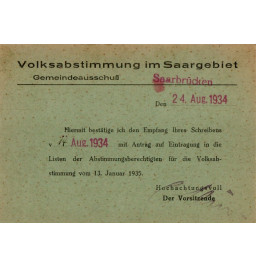 Volksabstimmung im Saargebiet
Gemeindeausschuß Saarbrücken
Den 24. Aug. 1934
Hiermit bestätige ich den Empfang Ihres Schreibens
v. Aug. 1934 mit Antrag auf Eintragung in die
Listen der Abstimmungsberechtigten für die Volksab-
stimmung vom 13. Januar 1935.
Hochachtungsvoll
Der Vorsitzende